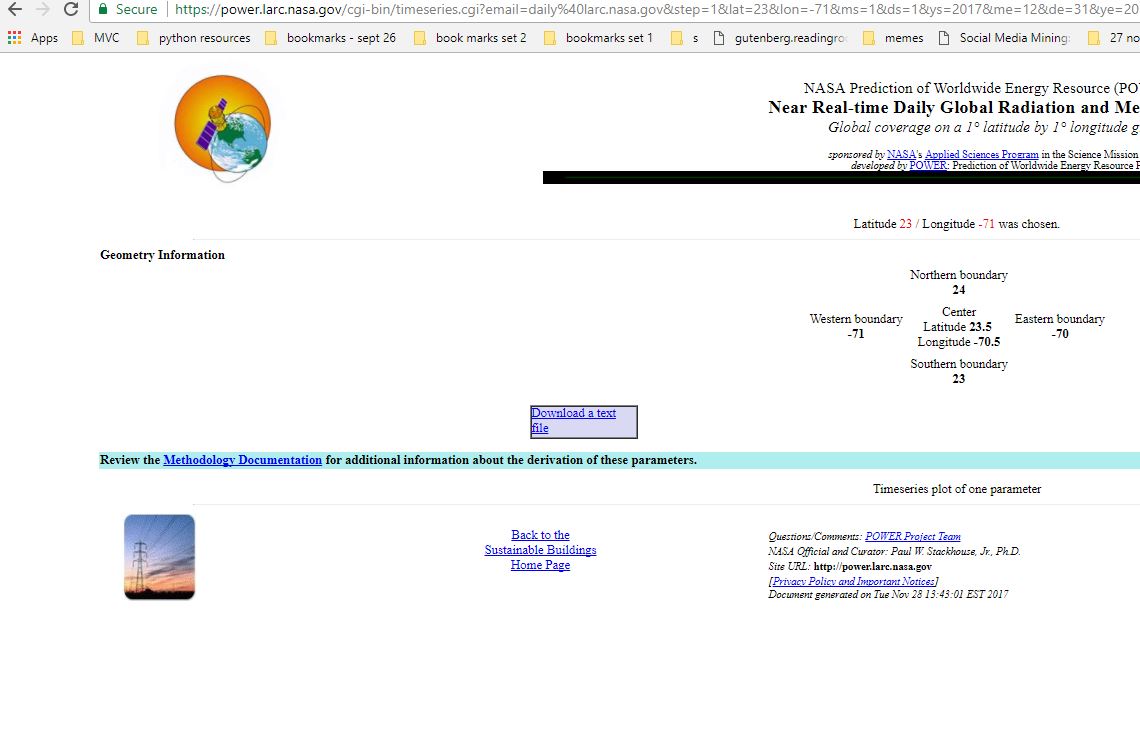 Secure https://power.larc.nasa.gov/cgi-bin/timeseries.cgi?email=daily%40larc.nasa.gov&step=1&lat=23&lon=-71&ms=1&ds=1&ys=2017&me=12&de=31&ye=20
Apps MVC python resources bookmarks - sept 26 book marks set 2 bookmarks set 1 s gutenberg.readingro memes Social Media Mining: 27 no
NASA Prediction of Worldwide Energy Resource (PO
Near Real-time Daily Global Radiation and Me
Global coverage on a 1° latitude by 1° longitude g
sponsored by NASA's Applied Sciences Program in the Science Mission
developed by POWER: Prediction of Worldwide Energy Resource
Latitude 23 / Longitude -71 was chosen.
Geometry Information
Northern boundary
24
Western boundary
-71
Center
Latitude 23.5
Longitude -70.5
Eastern boundary
-70
Southern boundary
23
Download a text
file
Review the Methodology Documentation for additional information about the derivation of these parameters.
Timeseries plot of one parameter
Back to the
Sustainable Buildings
Home Page
Questions/Comments: POWER Project Team
NASA Official and Curator: Paul W. Stackhouse, Jr., Ph.D.
Site URL: http://power.larc.nasa.gov
[Privacy Policy and Important Notices]
Document generated on Tue Nov 28 13:43:01 EST 2017